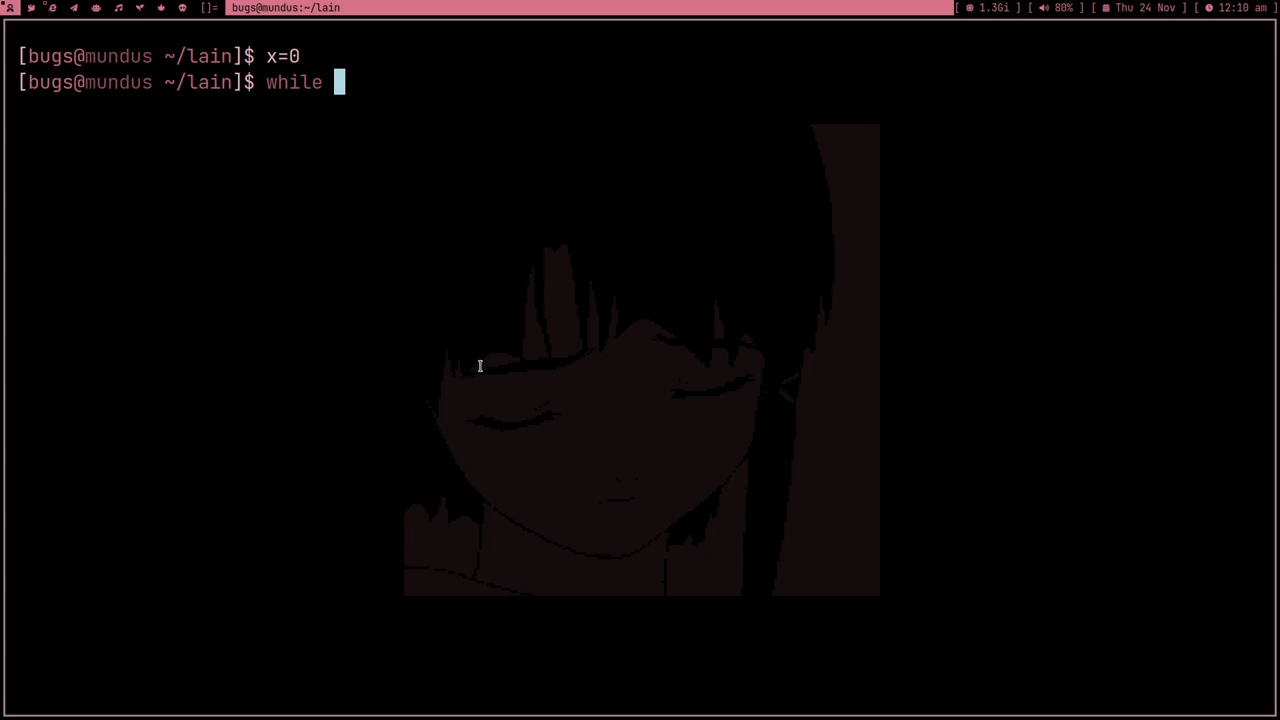 []= bugs@mundus:~/lain [ 1.3Gi ] [ 80% ] [ Thu 24 Nov ] [ 12:10 am ]
[bugs@mundus ~/lain]$ x=0
[bugs@mundus ~/lain]$ while